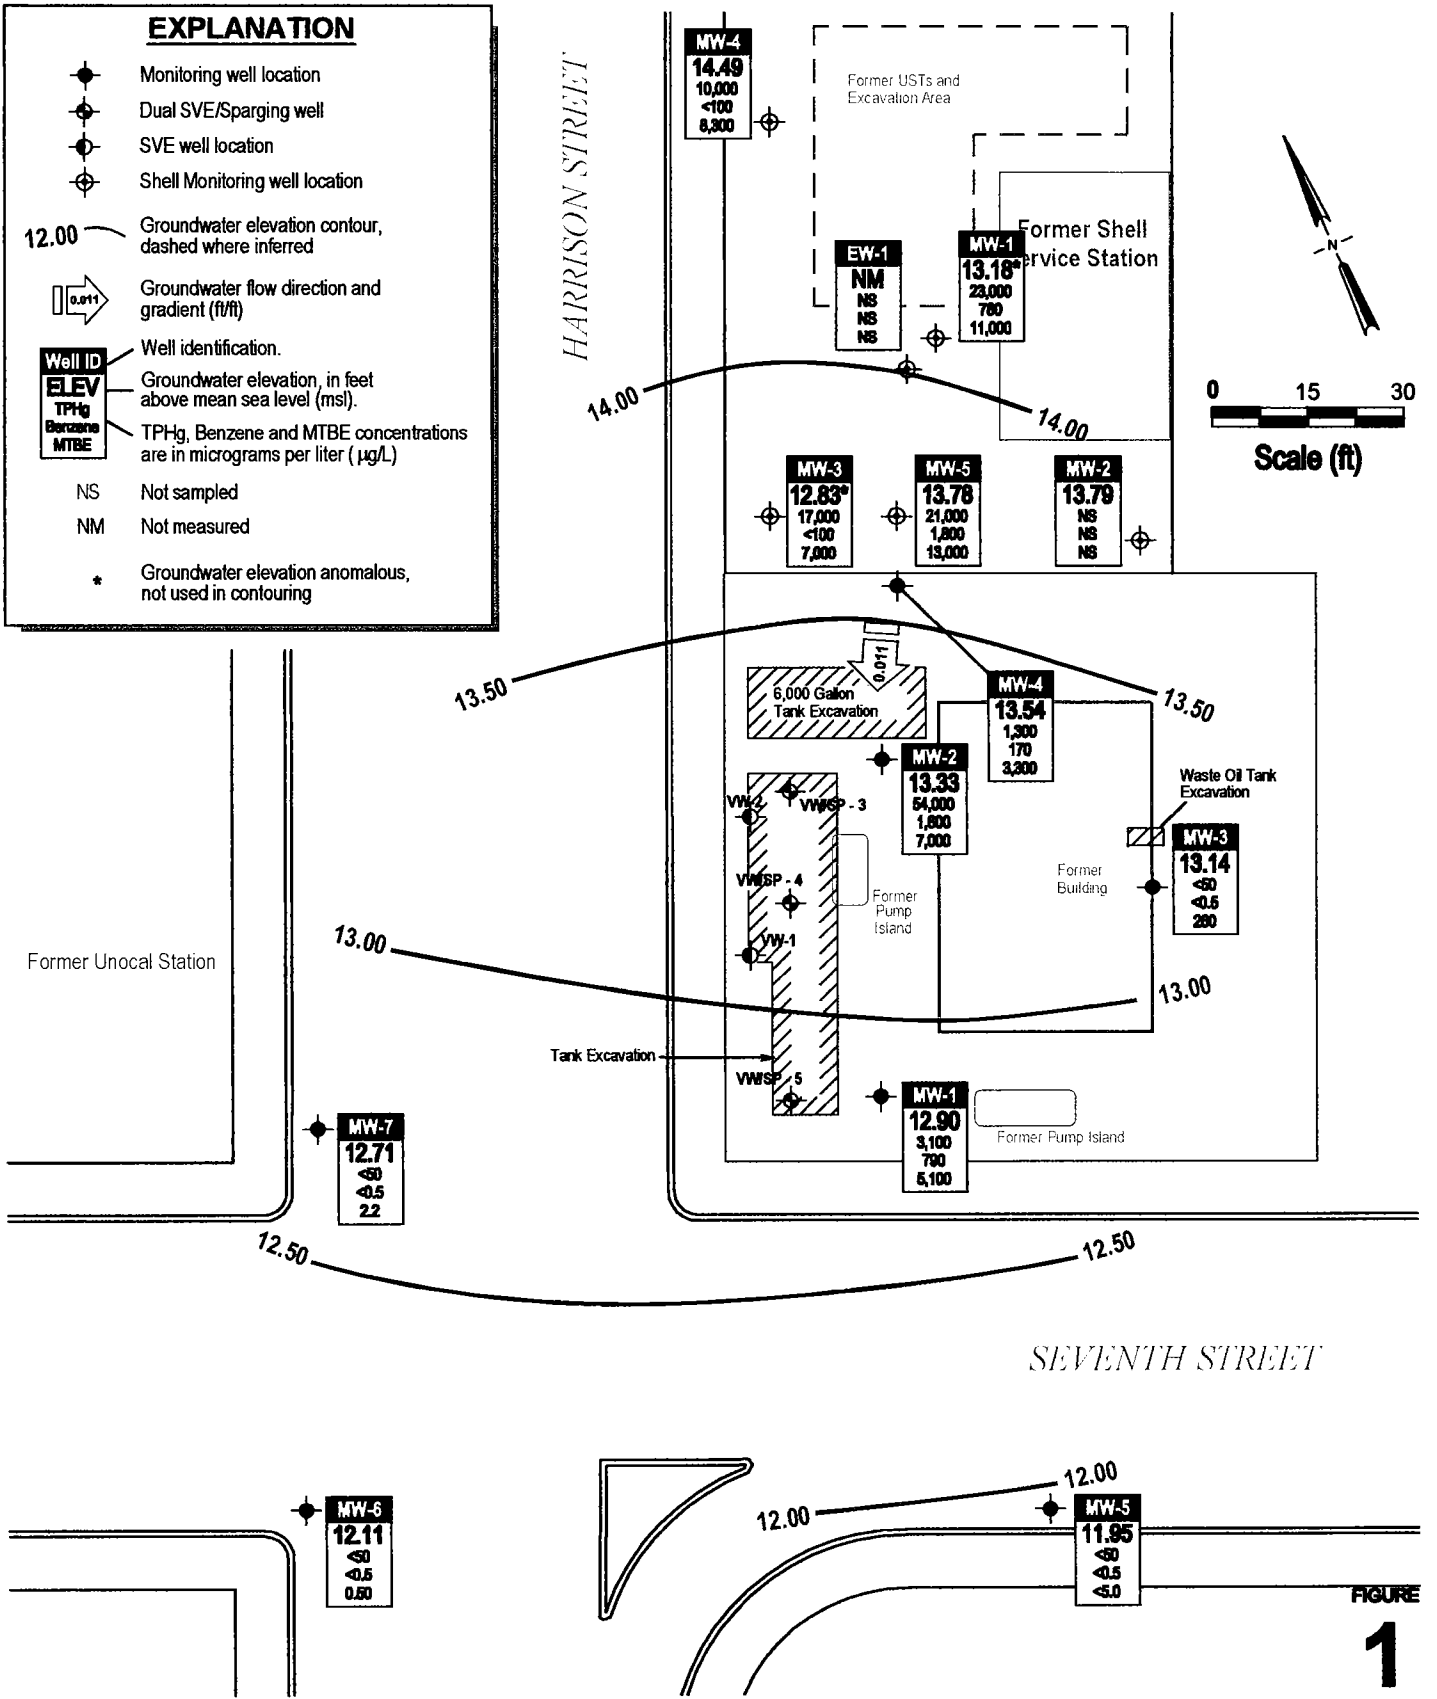 EXPLANATION
Monitoring well location
Dual SVE/Sparging well
SVE well location
Shell Monitoring well location
12.00
Groundwater elevation contour,
dashed where inferred
0.011
Groundwater flow direction and
gradient (ft/ft)
Well ID
ELEV
TPHg
Benzene
MTBE
Well identification.
Groundwater elevation, in feet
above mean sea level (msl).
TPHg, Benzene and MTBE concentrations
are in micrograms per liter ( µg/L)
NS Not sampled
NM Not measured
* Groundwater elevation anomalous,
not used in contouring
HARRISON STREET
MW-4
14.49
10,000
<100
8,300
Former USTs and
Excavation Area
Former Shell
ervice Station
EW-1
NM
NS
NS
NS
MW-1
13.18*
23,000
780
11,000
N
0 15 30
Scale (ft)
14.00
14.00
MW-3
12.83*
17,000
<100
7,000
MW-5
13.78
21,000
1,800
13,000
MW-2
13.79
NS
NS
NS
13.50
13.50
0.011
6,000 Gallon
Tank Excavation
MW-4
13.54
1,300
170
3,300
MW-2
13.33
54,000
1,600
7,000
Waste Oil Tank
Excavation
MW-3
13.14
<50
<0.5
260
VW-2
VW/SP - 3
VW/SP - 4
VW-1
Former
Pump
Island
Former
Building
13.00
13.00
Former Unocal Station
Tank Excavation
VW/SP - 5
MW-1
12.90
3,100
790
5,100
Former Pump Island
MW-7
12.71
<50
<0.5
2.2
12.50
12.50
SEVENTH STREET
MW-6
12.11
<50
<0.5
0.50
12.00
12.00
MW-5
11.95
<50
<0.5
<5.0
FIGURE
1